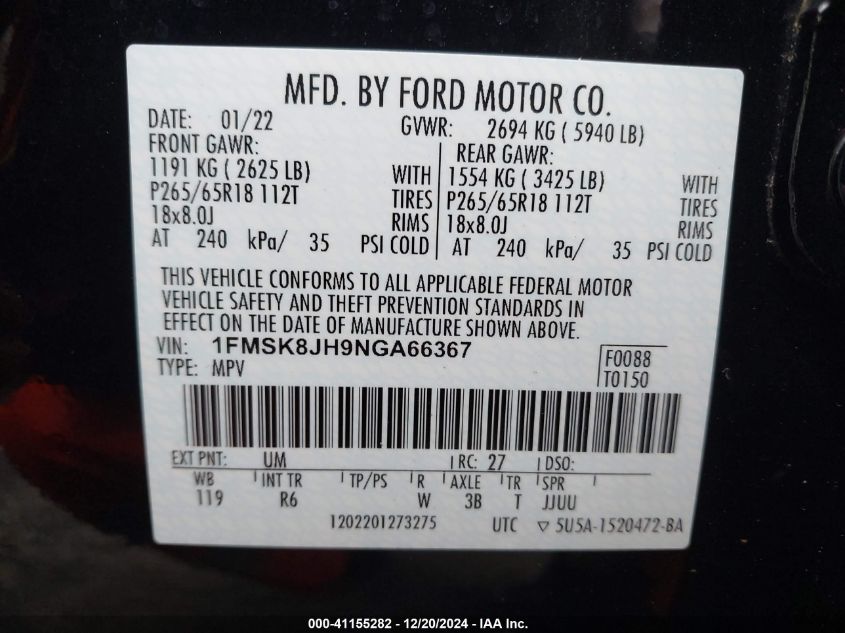 MFD. BY FORD MOTOR CO.
DATE: 01/22 GVWR: 2694 KG ( 5940 LB)
FRONT GAWR: REAR GAWR:
1191 KG ( 2625 LB) WITH 1554 KG ( 3425 LB) WITH
P265/65R18 112T TIRES P265/65R18 112T TIRES
18x8.0J RIMS 18x8.0J RIMS
AT 240 kPa/ 35 PSI COLD AT 240 kPa/ 35 PSI COLD
THIS VEHICLE CONFORMS TO ALL APPLICABLE FEDERAL MOTOR
VEHICLE SAFETY AND THEFT PREVENTION STANDARDS IN
EFFECT ON THE DATE OF MANUFACTURE SHOWN ABOVE.
VIN: 1FMSK8JH9NGA66367 F0088
TYPE: MPV T0150
EXT PNT: UM RC: 27 DSO:
WB INT TR TP/PS R AXLE TR SPR
119 R6 W 3B T JJUU
1202201273275 UTC ▽ 5U5A-1520472-BA
000-41155282 - 12/20/2024 - IAA Inc.